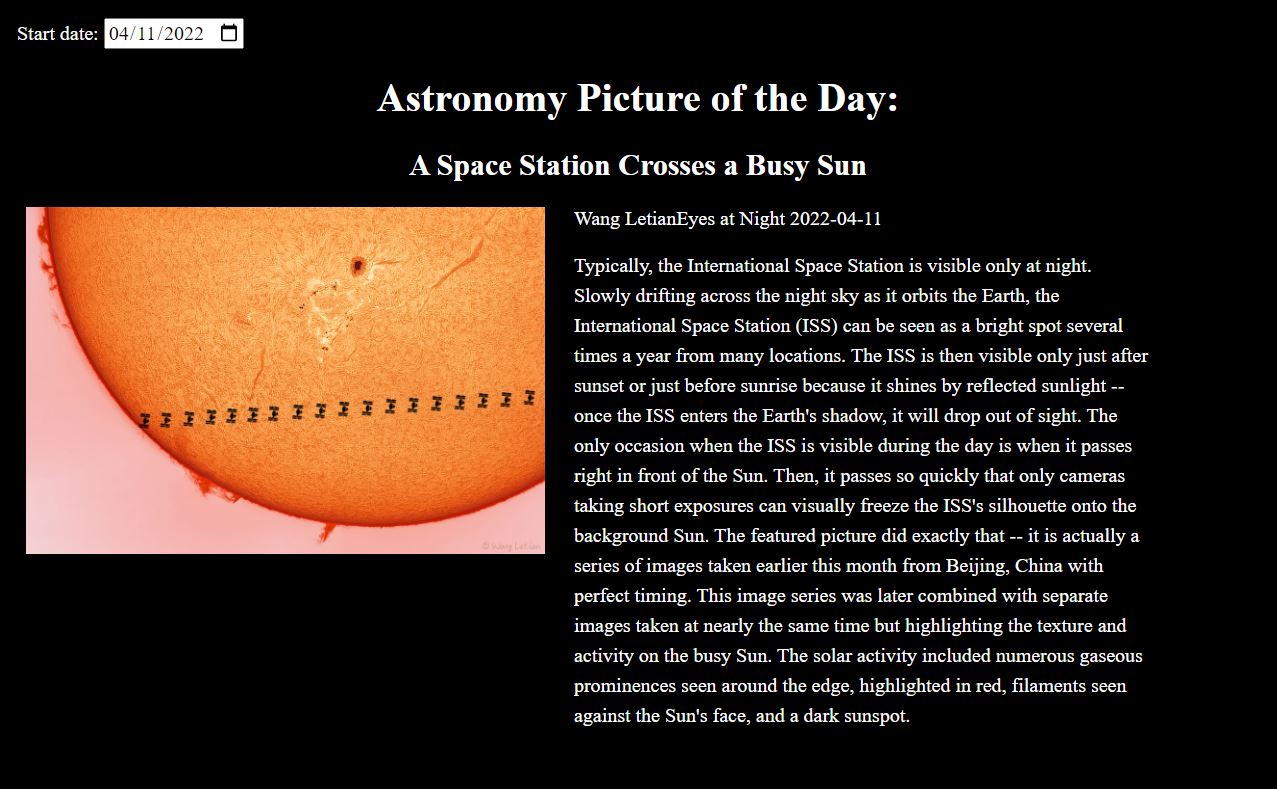 Start date: 04/11/2022
Astronomy Picture of the Day:
A Space Station Crosses a Busy Sun
Wang LetianEyes at Night 2022-04-11
Typically, the International Space Station is visible only at night.
Slowly drifting across the night sky as it orbits the Earth, the
International Space Station (ISS) can be seen as a bright spot several
times a year from many locations. The ISS is then visible only just after
sunset or just before sunrise because it shines by reflected sunlight --
once the ISS enters the Earth's shadow, it will drop out of sight. The
only occasion when the ISS is visible during the day is when it passes
right in front of the Sun. Then, it passes so quickly that only cameras
taking short exposures can visually freeze the ISS's silhouette onto the
background Sun. The featured picture did exactly that -- it is actually a
series of images taken earlier this month from Beijing, China with
perfect timing. This image series was later combined with separate
images taken at nearly the same time but highlighting the texture and
activity on the busy Sun. The solar activity included numerous gaseous
prominences seen around the edge, highlighted in red, filaments seen
against the Sun's face, and a dark sunspot.
© Wang Letian